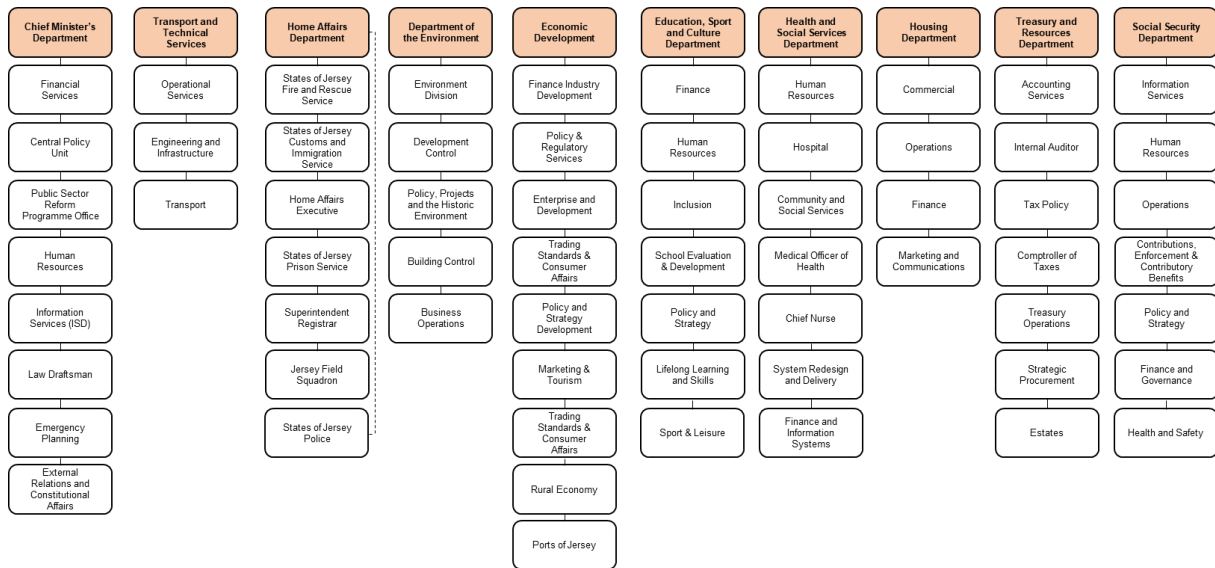 Chief Minister's
Department
Financial
Services
Central Policy
Unit
Public Sector
Reform
Programme Office
Human
Resources
Information
Services (ISD)
Law Draftsman
Emergency
Planning
External
Relations and
Constitutional
Affairs
Transport and
Technical
Services
Operational
Services
Engineering and
Infrastructure
Transport
Home Affairs
Department
States of Jersey
Fire and Rescue
Service
States of Jersey
Customs and
Immigration
Service
Home Affairs
Executive
States of Jersey
Prison Service
Superintendent
Registrar
Jersey Field
Squadron
States of Jersey
Police
Department of
the Environment
Environment
Division
Development
Control
Policy, Projects
and the Historic
Environment
Building Control
Business
Operations
Economic
Development
Finance Industry
Development
Policy &
Regulatory
Services
Enterprise and
Development
Trading
Standards &
Consumer
Affairs
Policy and
Strategy
Development
Marketing &
Tourism
Trading
Standards &
Consumer
Affairs
Rural Economy
Ports of Jersey
Education, Sport
and Culture
Department
Finance
Human
Resources
Inclusion
School Evaluation
& Development
Policy and
Strategy
Lifelong Learning
and Skills
Sport & Leisure
Health and
Social Services
Department
Human
Resources
Hospital
Community and
Social Services
Medical Officer of
Health
Chief Nurse
System Redesign
and Delivery
Finance and
Information
Systems
Housing
Department
Commercial
Operations
Finance
Marketing and
Communications
Treasury and
Resources
Department
Accounting
Services
Internal Auditor
Tax Policy
Comptroller of
Taxes
Treasury
Operations
Strategic
Procurement
Estates
Social Security
Department
Information
Services
Human
Resources
Operations
Contributions,
Enforcement &
Contributory
Benefits
Policy and
Strategy
Finance and
Governance
Health and Safety